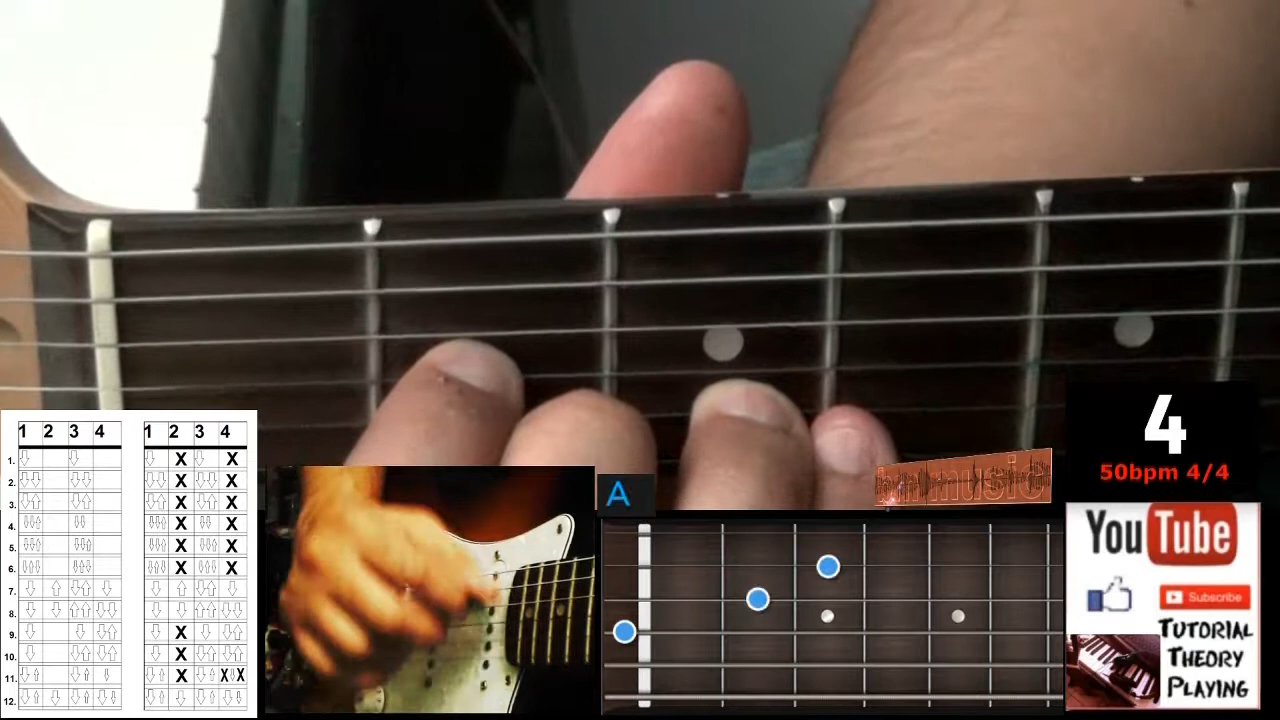 1 2 3 4
1 2 3 4
1.
X X
2.
X X
3.
X X
4.
X X
5.
X X
6.
X X
7.
8.
9.
X
10.
X
11.
X X X
12.
A
4
50bpm 4/4
YouTube
Subscribe
TUTORIAL
THEORY
PLAYING